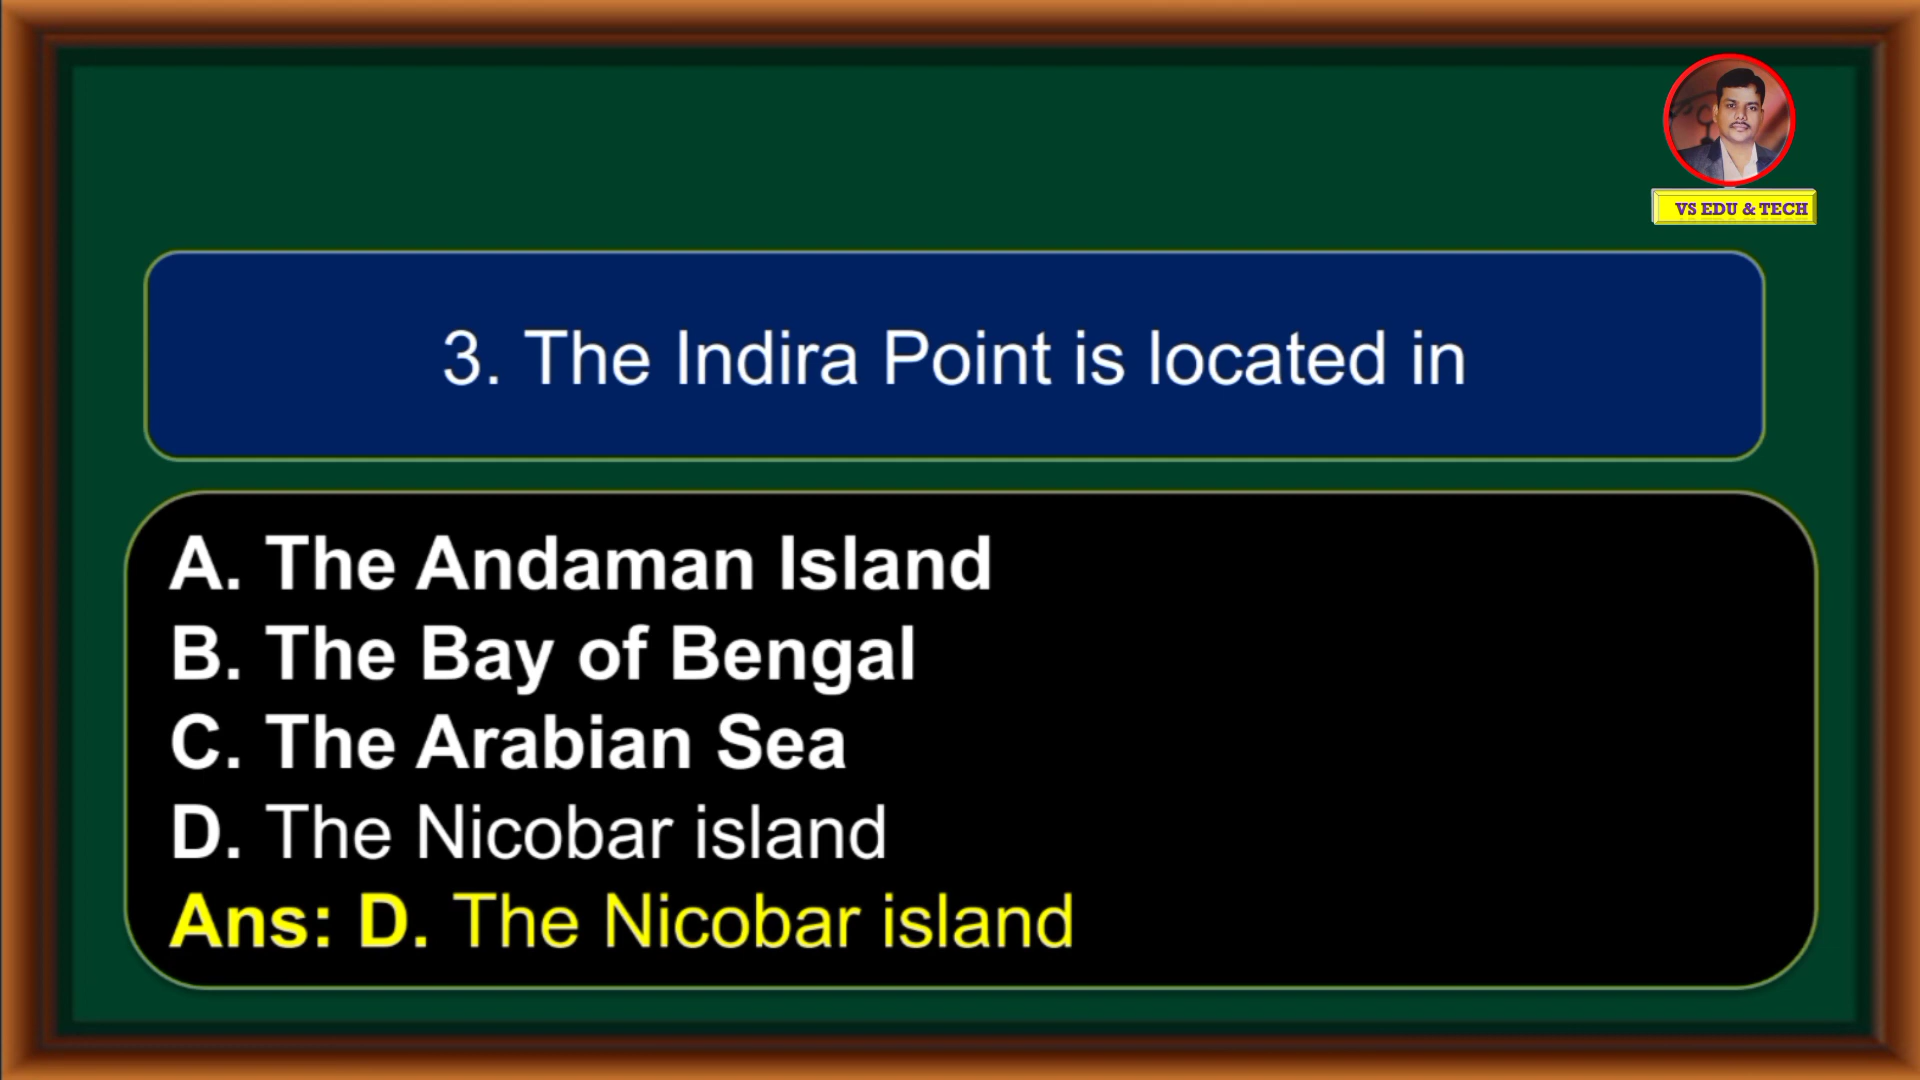 VS EDU & TECH
3. The Indira Point is located in
A. The Andaman Island
B. The Bay of Bengal
C. The Arabian Sea
D. The Nicobar island
Ans: D. The Nicobar island